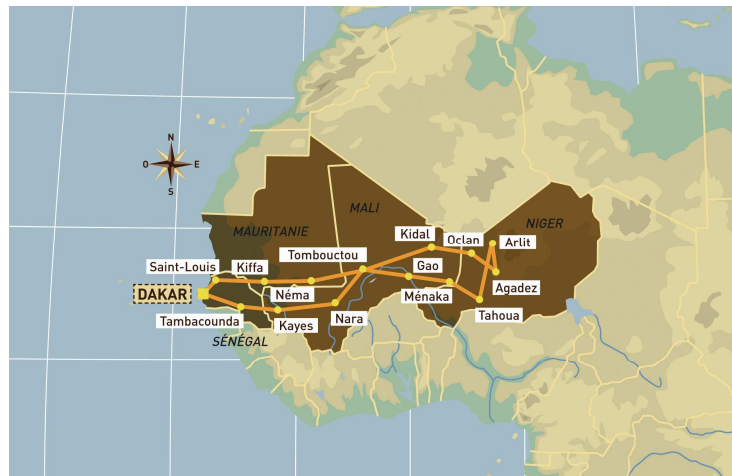 N
O
E
S
MAURITANIE
MALI
NIGER
Kidal
Oclan
Arlit
Tombouctou
Saint-Louis
Kiffa
Gao
Agadez
DAKAR
Néma
Ménaka
Tahoua
Tambacounda
Kayes
Nara
SÉNÉGAL